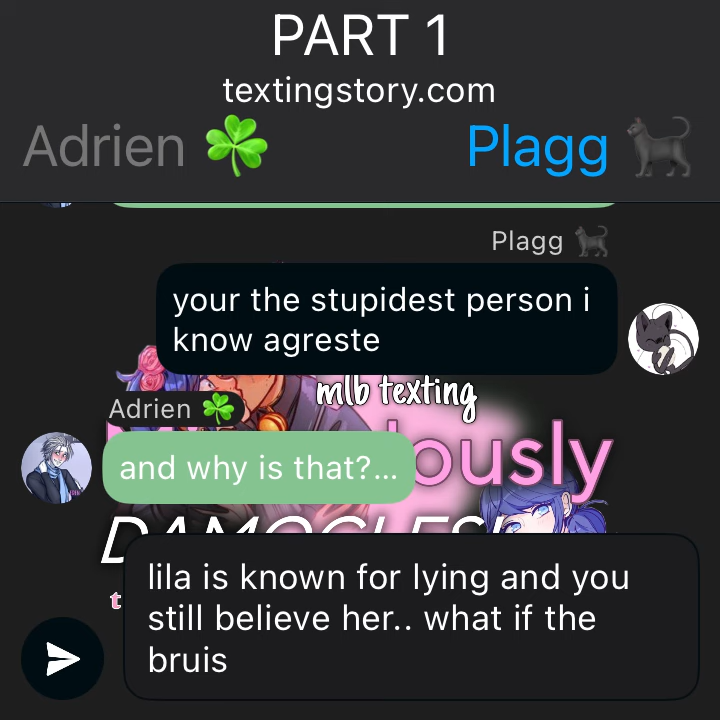 PART 1
textingstory.com
Adrien ☘️
Plagg 🐈‍⬛
Plagg 🐈‍⬛
your the stupidest person i
know agreste
mlb texting
Adrien ☘️
ously
and why is that?...
lila is known for lying and you
still believe her.. what if the
bruis